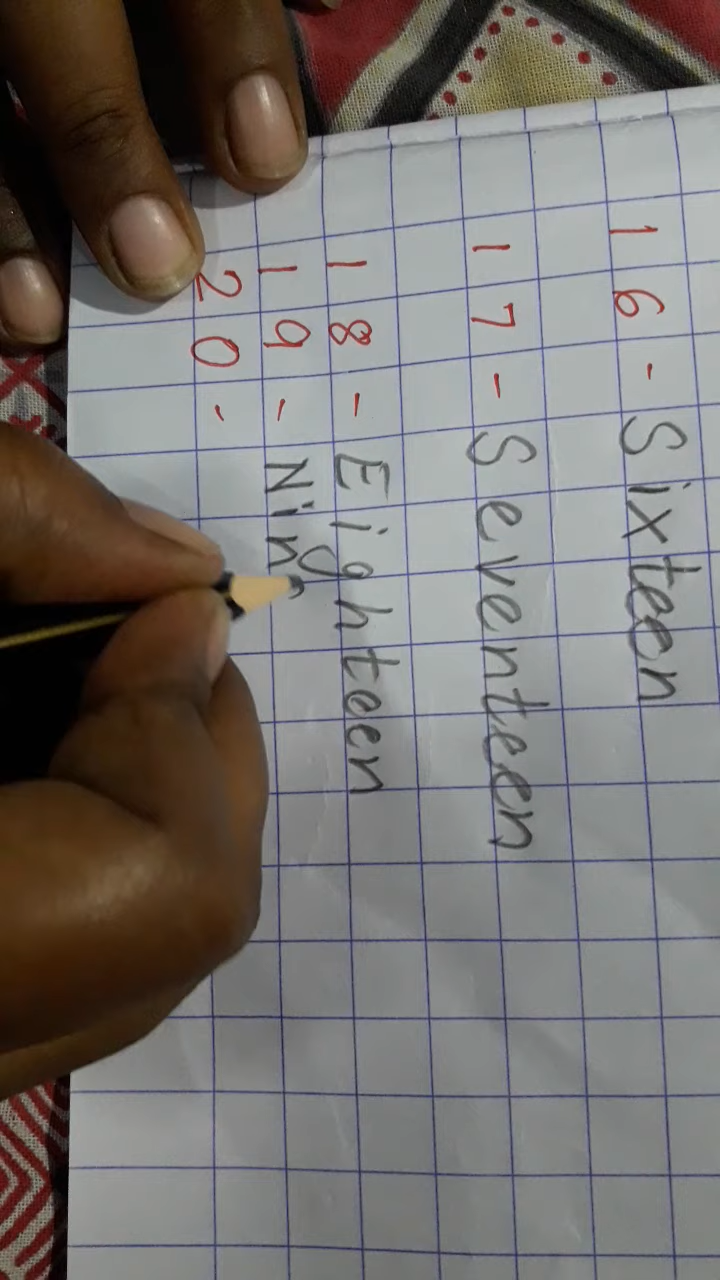 16 - Sixteen
17 - Seventeen
18 - Eighteen
19 - Nin
20 -